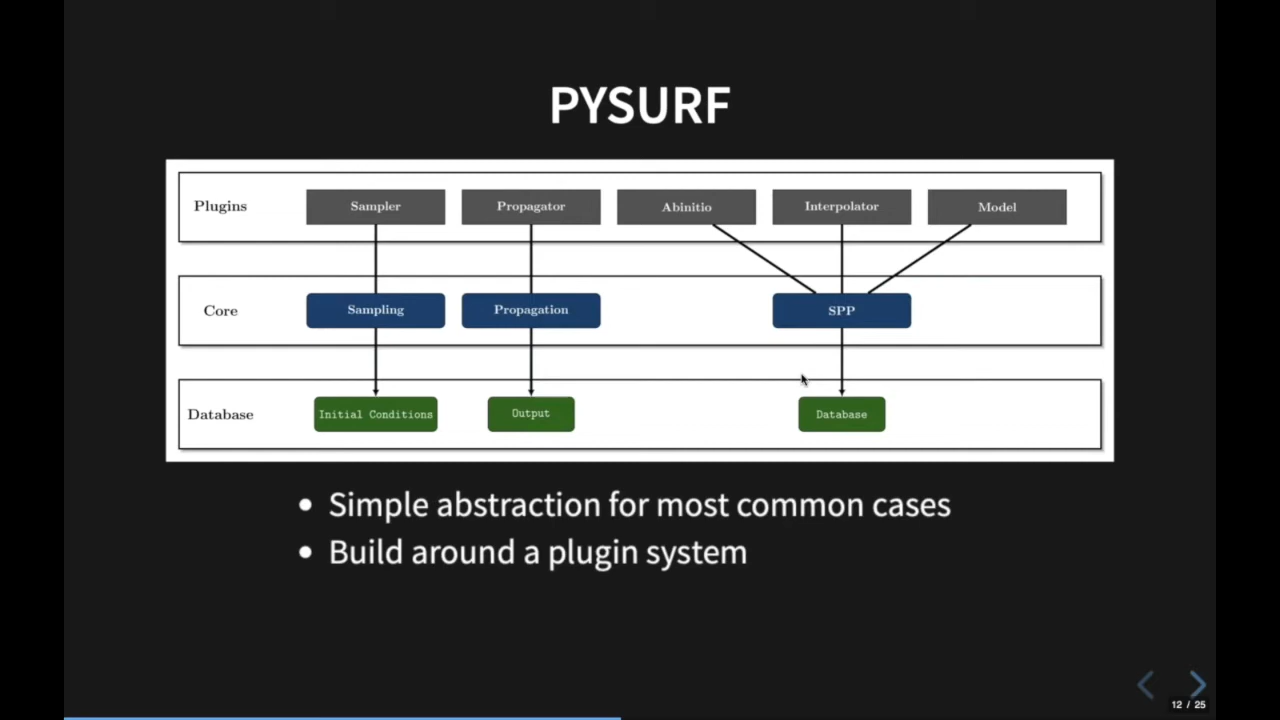 PYSURF
Plugins
Sampler
Propagator
Abinitio
Interpolator
Model
Core
Sampling
Propagation
SPP
Database
Initial Conditions
Output
Database
Simple abstraction for most common cases
Build around a plugin system
12 / 25